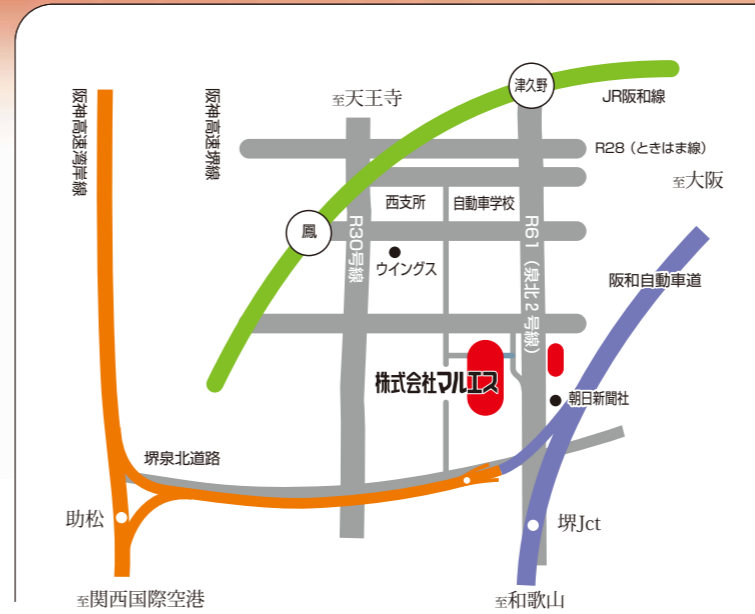 津久野
至天王寺
JR阪和線
阪神高速湾岸線
阪神高速堺線
R28（ときはま線）
至大阪
西支所
自動車学校
鳳
R30号線
R61（泉北2号線）
ウイングス
阪和自動車道
株式会社マルエス
朝日新聞社
堺泉北道路
助松
堺Jct
至関西国際空港
至和歌山